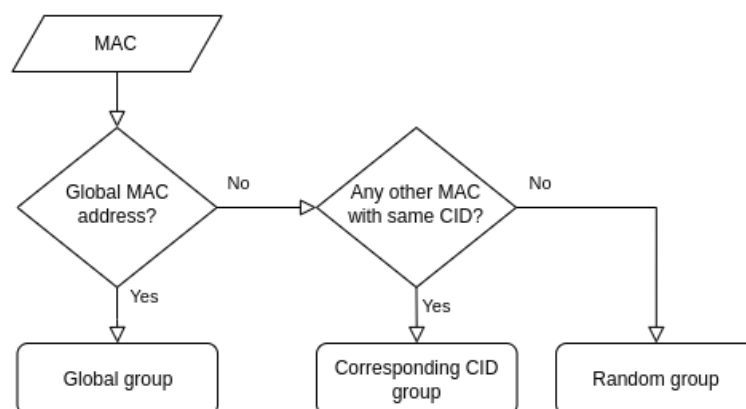 MAC
Global MAC
address?
No
Any other MAC
with same CID?
No
Yes
Yes
Global group
Corresponding CID
group
Random group